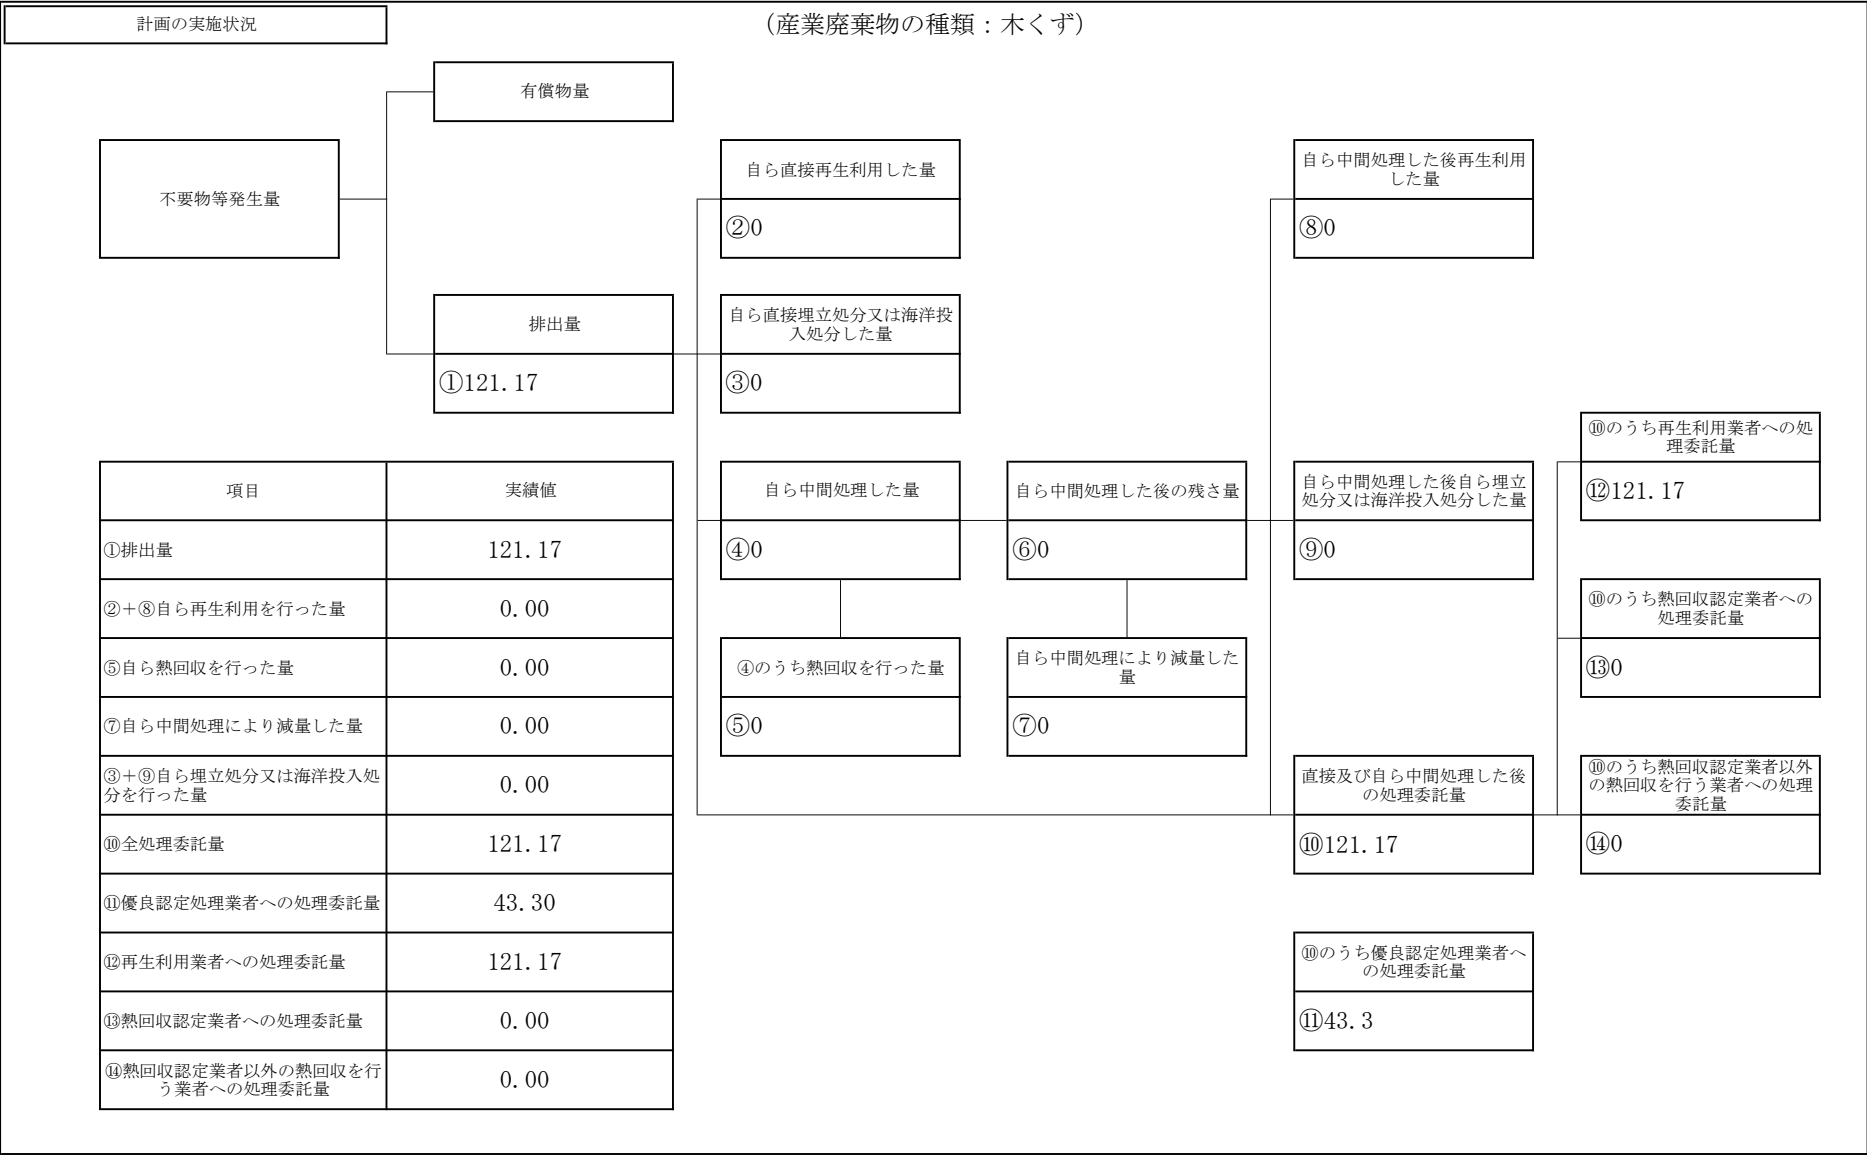 計画の実施状況
（産業廃棄物の種類：木くず）
有償物量
不要物等発生量
自ら直接再生利用した量
②0
自ら中間処理した後再生利用
した量
⑧0
排出量
①121.17
自ら直接埋立処分又は海洋投
入処分した量
③0
⑩のうち再生利用業者への処
理委託量
⑫121.17
項目 実績値
①排出量 121.17
②＋⑧自ら再生利用を行った量 0.00
⑤自ら熱回収を行った量 0.00
⑦自ら中間処理により減量した量 0.00
③＋⑨自ら埋立処分又は海洋投入処
分を行った量 0.00
⑩全処理委託量 121.17
⑪優良認定処理業者への処理委託量 43.30
⑫再生利用業者への処理委託量 121.17
⑬熱回収認定業者への処理委託量 0.00
⑭熱回収認定業者以外の熱回収を行
う業者への処理委託量 0.00
自ら中間処理した量
④0
自ら中間処理した後の残さ量
⑥0
自ら中間処理した後自ら埋立
処分又は海洋投入処分した量
⑨0
⑩のうち熱回収認定業者への
処理委託量
⑬0
④のうち熱回収を行った量
⑤0
自ら中間処理により減量した
量
⑦0
直接及び自ら中間処理した後
の処理委託量
⑩121.17
⑩のうち熱回収認定業者以外
の熱回収を行う業者への処理
委託量
⑭0
⑩のうち優良認定処理業者へ
の処理委託量
⑪43.3